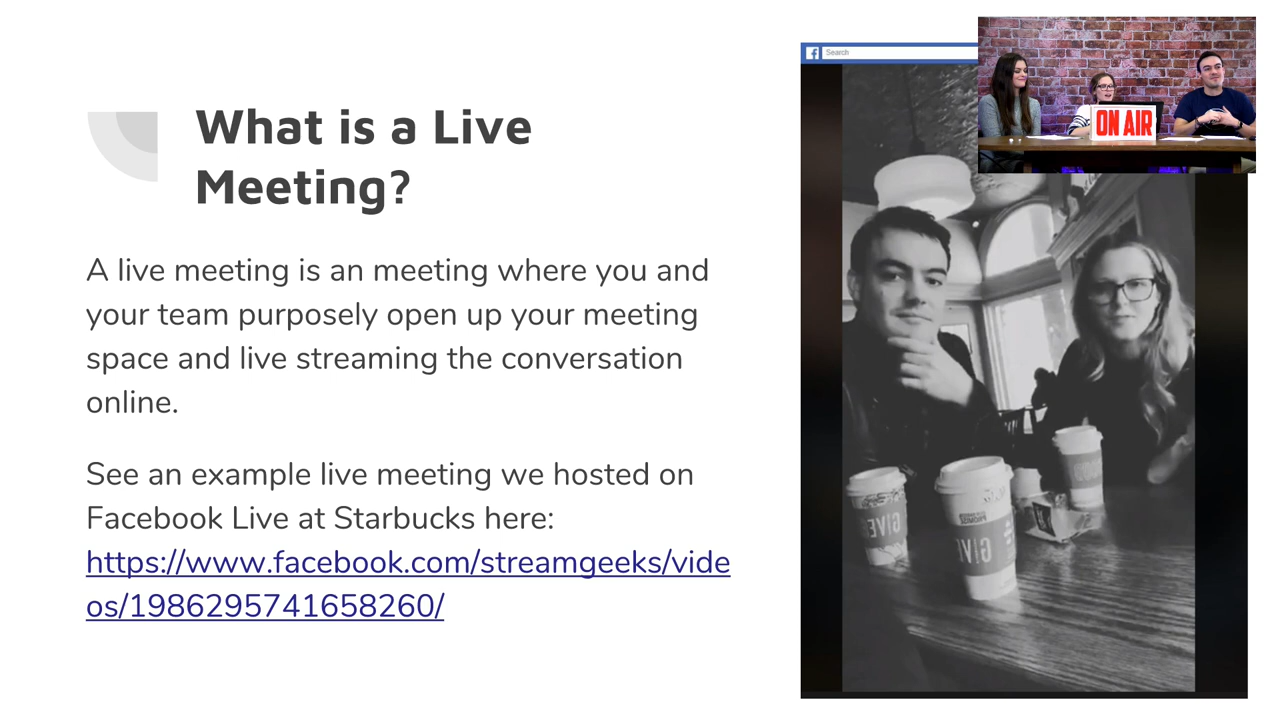 What is a Live
Meeting?
A live meeting is an meeting where you and
your team purposely open up your meeting
space and live streaming the conversation
online.
See an example live meeting we hosted on
Facebook Live at Starbucks here:
https://www.facebook.com/streamgeeks/vide
os/1986295741658260/
f Search
ON AIR
GIVE
GIVE